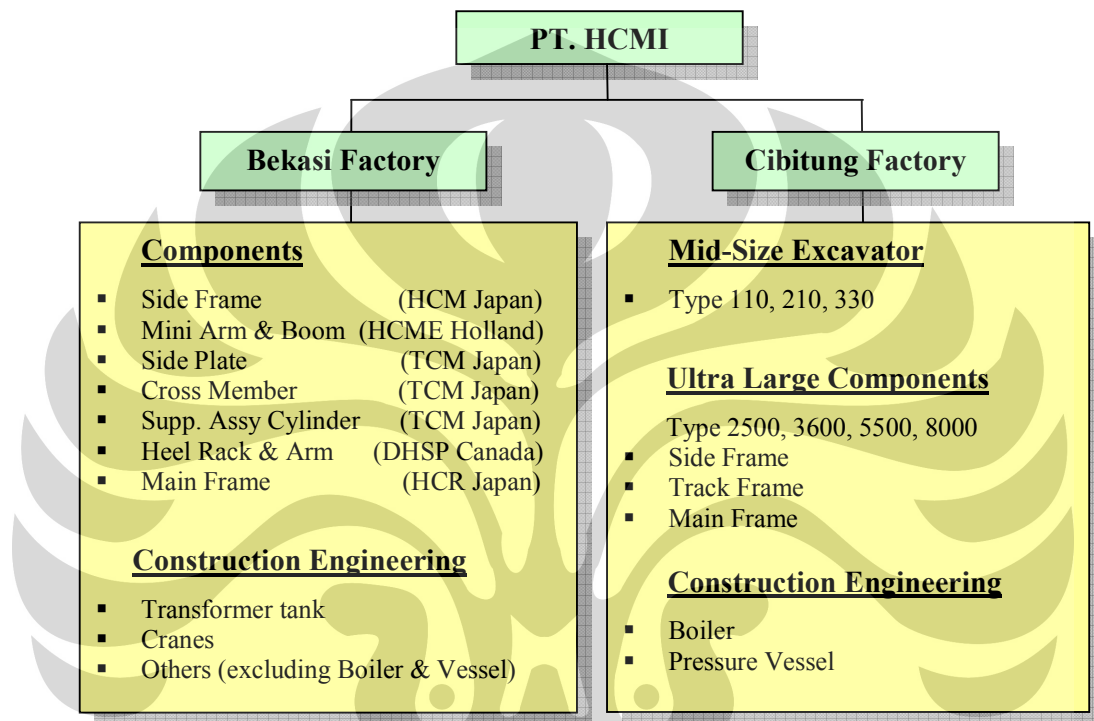 PT. HCMI
Bekasi Factory
Components
▪ Side Frame (HCM Japan)
▪ Mini Arm & Boom (HCME Holland)
▪ Side Plate (TCM Japan)
▪ Cross Member (TCM Japan)
▪ Supp. Assy Cylinder (TCM Japan)
▪ Heel Rack & Arm (DHSP Canada)
▪ Main Frame (HCR Japan)
Construction Engineering
▪ Transformer tank
▪ Cranes
▪ Others (excluding Boiler & Vessel)
Cibitung Factory
Mid-Size Excavator
▪ Type 110, 210, 330
Ultra Large Components
Type 2500, 3600, 5500, 8000
▪ Side Frame
▪ Track Frame
▪ Main Frame
Construction Engineering
▪ Boiler
▪ Pressure Vessel